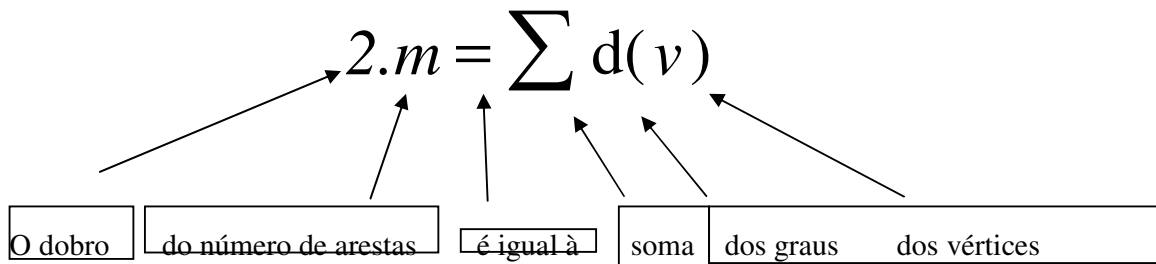 2.m = ∑ d(v)
O dobro do número de arestas é igual à soma dos graus dos vértices